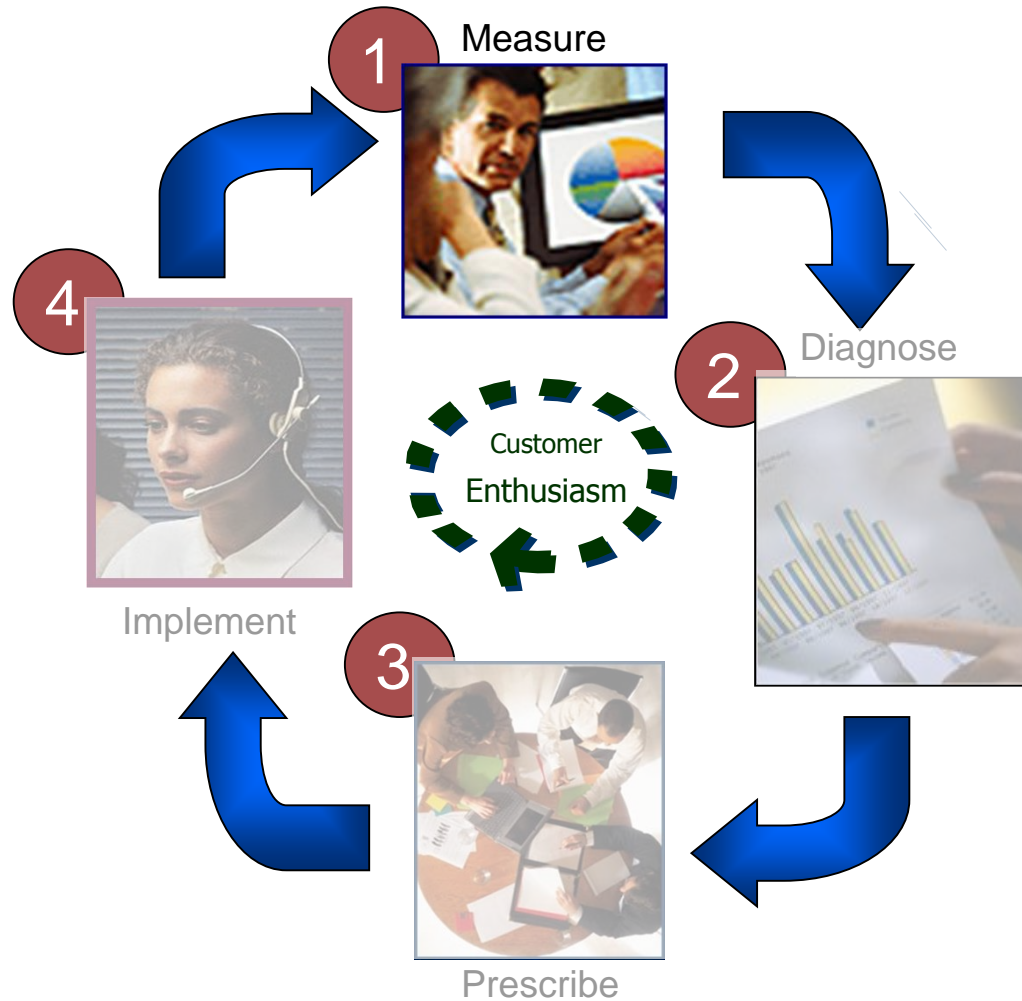 1
Measure
2
Diagnose
3
Prescribe
4
Implement
Customer
Enthusiasm